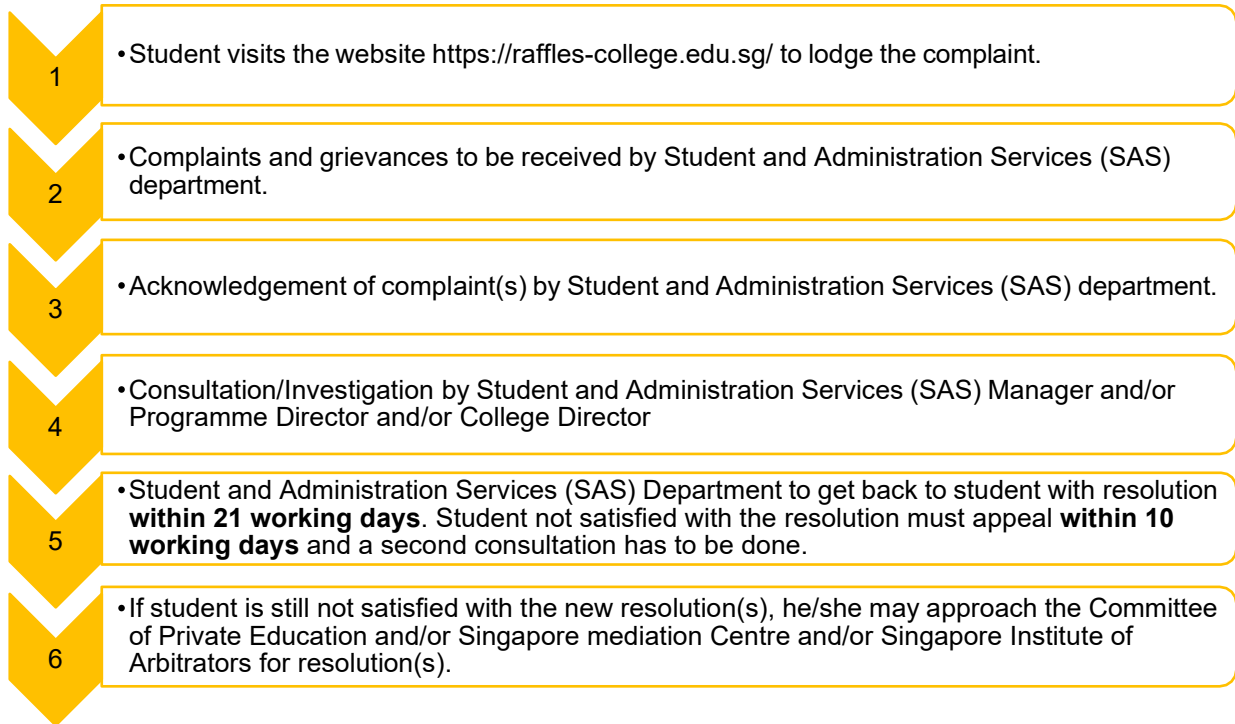 1
•Student visits the website https://raffles-college.edu.sg/ to lodge the complaint.
2
•Complaints and grievances to be received by Student and Administration Services (SAS)
department.
3
•Acknowledgement of complaint(s) by Student and Administration Services (SAS) department.
4
•Consultation/Investigation by Student and Administration Services (SAS) Manager and/or
Programme Director and/or College Director
5
•Student and Administration Services (SAS) Department to get back to student with resolution
within 21 working days. Student not satisfied with the resolution must appeal within 10
working days and a second consultation has to be done.
6
•If student is still not satisfied with the new resolution(s), he/she may approach the Committee
of Private Education and/or Singapore mediation Centre and/or Singapore Institute of
Arbitrators for resolution(s).